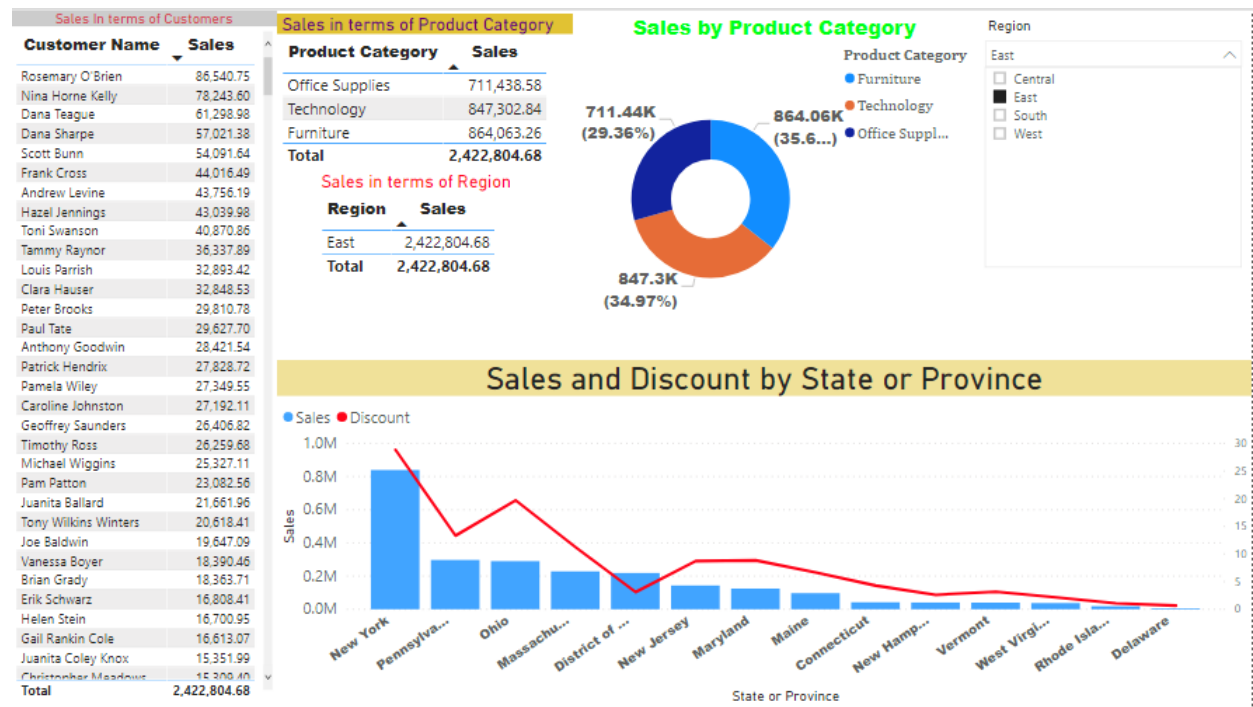 Sales In terms of Customers
Customer Name Sales
Rosemary O'Brien 86,540.75
Nina Horne Kelly 78,243.60
Dana Teague 61,298.98
Dana Sharpe 57,021.38
Scott Bunn 54,091.64
Frank Cross 44,016.49
Andrew Levine 43,756.19
Hazel Jennings 43,039.98
Toni Swanson 40,870.86
Tammy Raynor 36,337.89
Louis Parrish 32,893.42
Clara Hauser 32,848.53
Peter Brooks 29,810.78
Paul Tate 29,627.70
Anthony Goodwin 28,421.54
Patrick Hendrix 27,828.72
Pamela Wiley 27,349.55
Caroline Johnston 27,192.11
Geoffrey Saunders 26,406.82
Timothy Ross 26,259.68
Michael Wiggins 25,327.11
Pam Patton 23,082.56
Juanita Ballard 21,661.96
Tony Wilkins Winters 20,618.41
Joe Baldwin 19,647.09
Vanessa Boyer 18,390.46
Brian Grady 18,363.71
Erik Schwarz 16,808.41
Helen Stein 16,700.95
Gail Rankin Cole 16,613.07
Juanita Coley Knox 15,351.99
Christopher Meadows 15,309.40
Total 2,422,804.68
Sales in terms of Product Category
Product Category Sales
Office Supplies 711,438.58
Technology 847,302.84
Furniture 864,063.26
Total 2,422,804.68
Sales in terms of Region
Region Sales
East 2,422,804.68
Total 2,422,804.68
Sales by Product Category
Product Category
Furniture
Technology
Office Suppl...
711.44K
(29.36%)
864.06K
(35.6...)
847.3K
(34.97%)
Region
East
Central
East
South
West
Sales and Discount by State or Province
Sales Discount
1.0M
0.8M
0.6M
0.4M
0.2M
0.0M
Sales
30
25
20
15
10
5
0
New York
Pennsylva...
Ohio
Massachu...
District of ...
New Jersey
Maryland
Maine
Connecticut
New Hamp...
Vermont
West Virgi...
Rhode Isla...
Delaware
State or Province